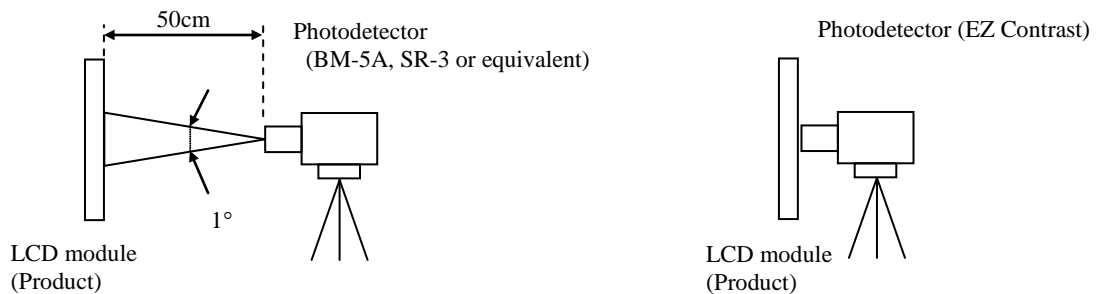 50cm
Photodetector
(BM-5A, SR-3 or equivalent)
1°
LCD module
(Product)
Photodetector (EZ Contrast)
LCD module
(Product)